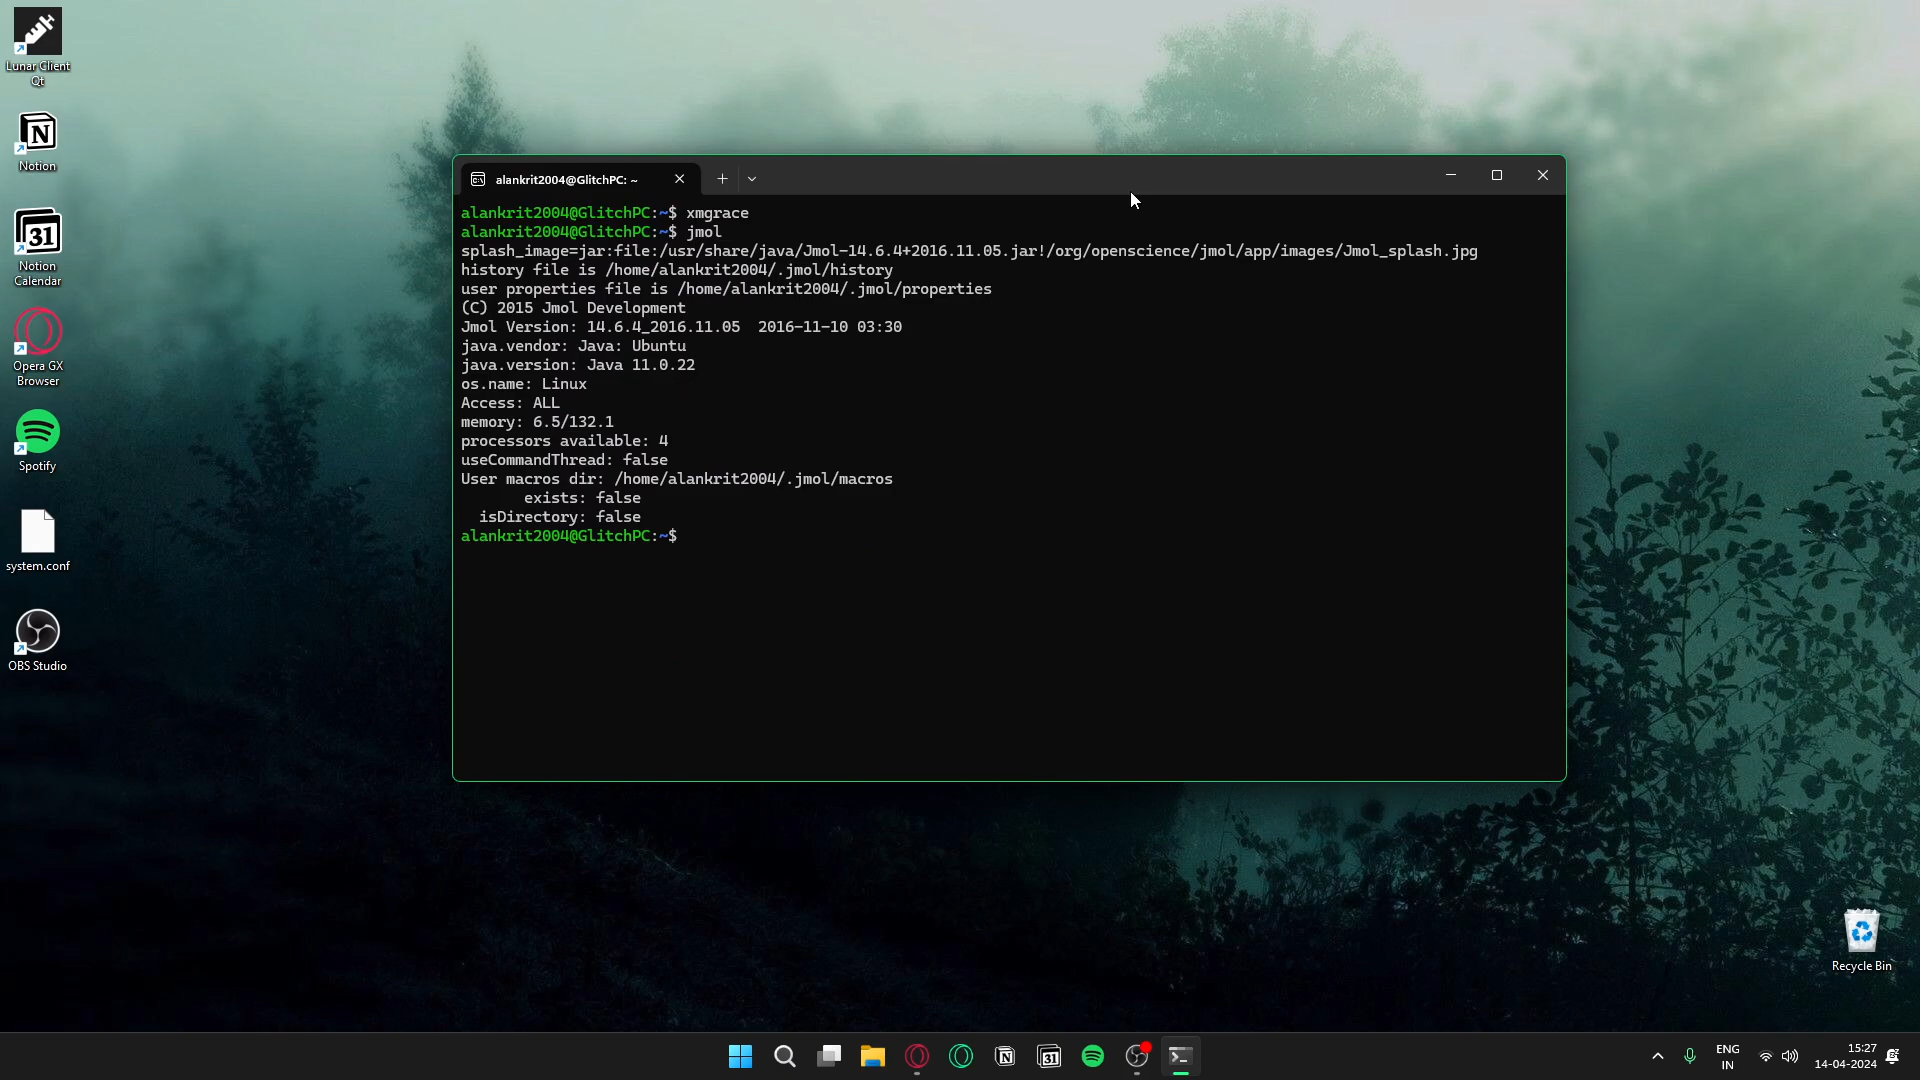 Lunar Client
Qt
Notion
31
Notion
Calendar
Opera GX
Browser
Spotify
system.conf
OBS Studio
alankrit2004@GlitchPC: ~
alankrit2004@GlitchPC:~$ xmgrace
alankrit2004@GlitchPC:~$ jmol
splash_image=jar:file:/usr/share/java/Jmol-14.6.4+2016.11.05.jar!/org/openscience/jmol/app/images/Jmol_splash.jpg
history file is /home/alankrit2004/.jmol/history
user properties file is /home/alankrit2004/.jmol/properties
(C) 2015 Jmol Development
Jmol Version: 14.6.4_2016.11.05  2016-11-10 03:30
java.vendor: Java: Ubuntu
java.version: Java 11.0.22
os.name: Linux
Access: ALL
memory: 6.5/132.1
processors available: 4
useCommandThread: false
User macros dir: /home/alankrit2004/.jmol/macros
       exists: false
  isDirectory: false
alankrit2004@GlitchPC:~$
Recycle Bin
31
ENG
IN
15:27
14-04-2024